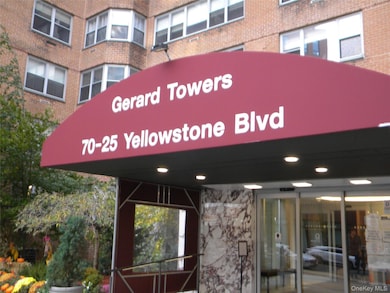 Gerard Towers
70-25 Yellowstone Blvd
OneKey MLS